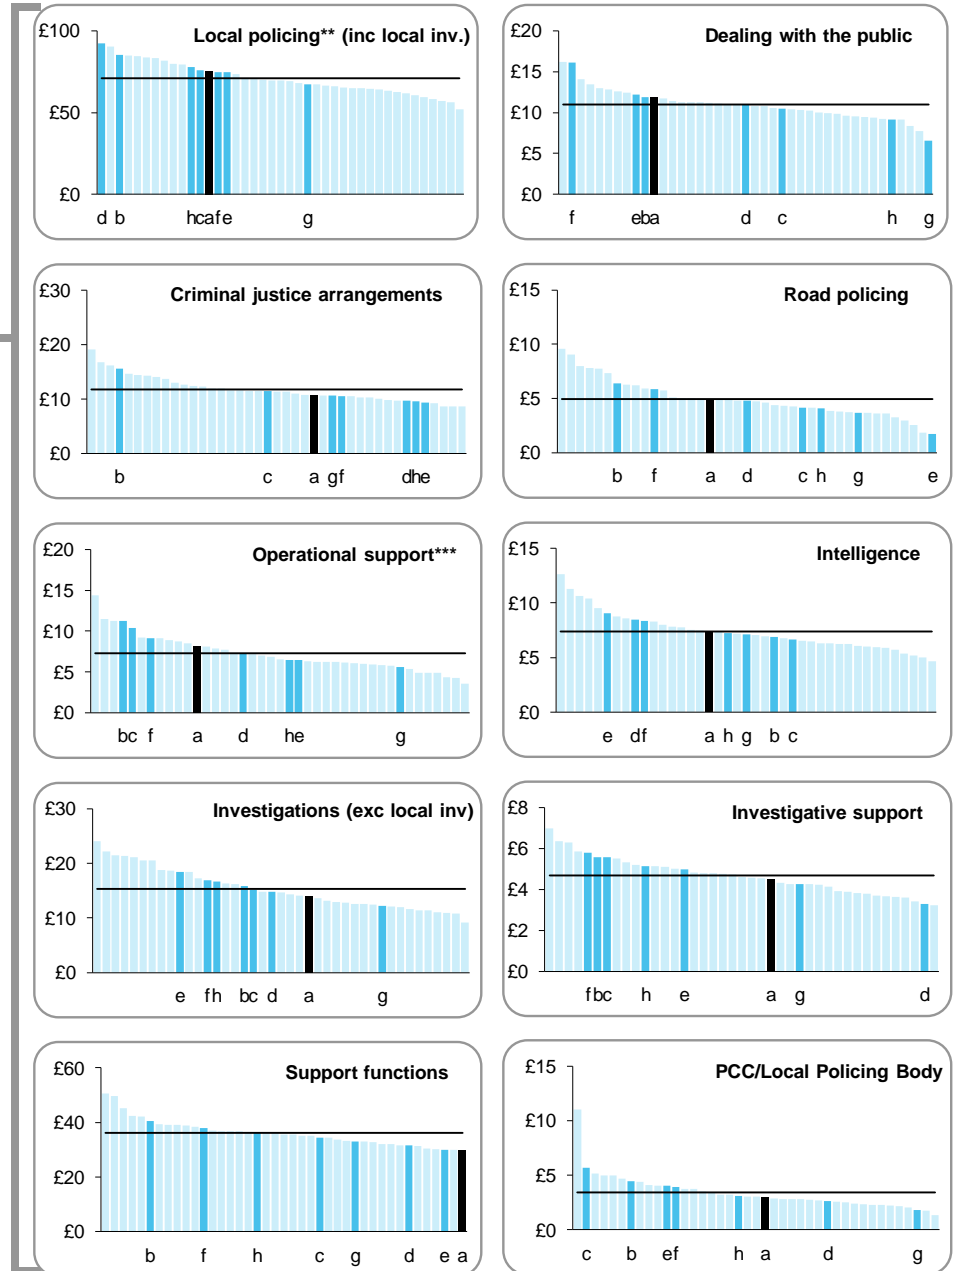 Local policing** (inc local inv.)
£100
£50
£0
d b hcafe g
Dealing with the public
£20
£15
£10
£5
£0
f eba d c h g
Criminal justice arrangements
£30
£20
£10
£0
b c a gf dhe
Road policing
£15
£10
£5
£0
b f a d c h g e
Operational support***
£20
£15
£10
£5
£0
bc f a d he g
Intelligence
£15
£10
£5
£0
e df a h g b c
Investigations (exc local inv)
£30
£20
£10
£0
e fh bc d a g
Investigative support
£8
£6
£4
£2
£0
fbc h e a g d
Support functions
£60
£40
£20
£0
b f h c g d e a
PCC/Local Policing Body
£15
£10
£5
£0
c b ef h a d g